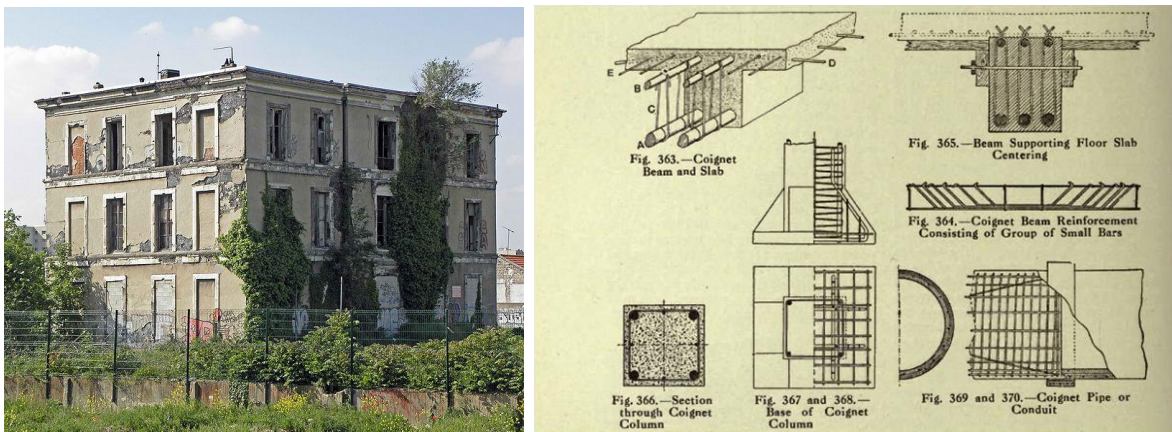 E
B
C
A
D
Fig. 363.—Coignet
Beam and Slab
Fig. 365.—Beam Supporting Floor Slab
Centering
Fig. 364.—Coignet Beam Reinforcement
Consisting of Group of Small Bars
Fig. 366.—Section
through Coignet
Column
Fig. 367 and 368.—
Base of Coignet
Column
Fig. 369 and 370.—Coignet Pipe or
Conduit